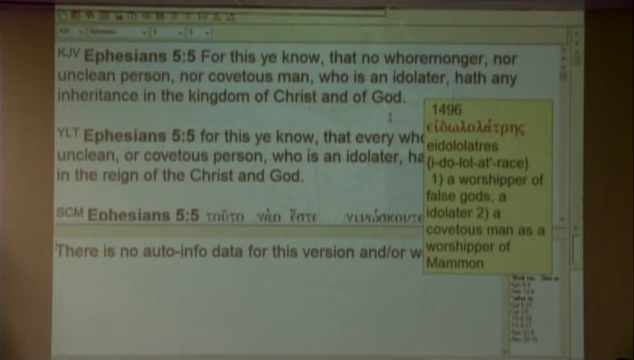 KJV Ephesians 5:5 For this ye know, that no whoremonger, nor
unclean person, nor covetous man, who is an idolater, hath any
inheritance in the kingdom of Christ and of God.
YLT Ephesians 5:5 for this ye know, that every
unclean, or covetous person, who is an idolater,
in the reign of the Christ and God.
SCM Ephesians 5:5 τοῦτο γὰρ ἔστε
There is no auto-info data for this version and/or
1496
εἰδωλολάτρης
eidololatres
{i-do-lol-at'-race}
1) a worshipper of
false gods, a
idolater 2) a
covetous man as a
worshipper of
Mammon